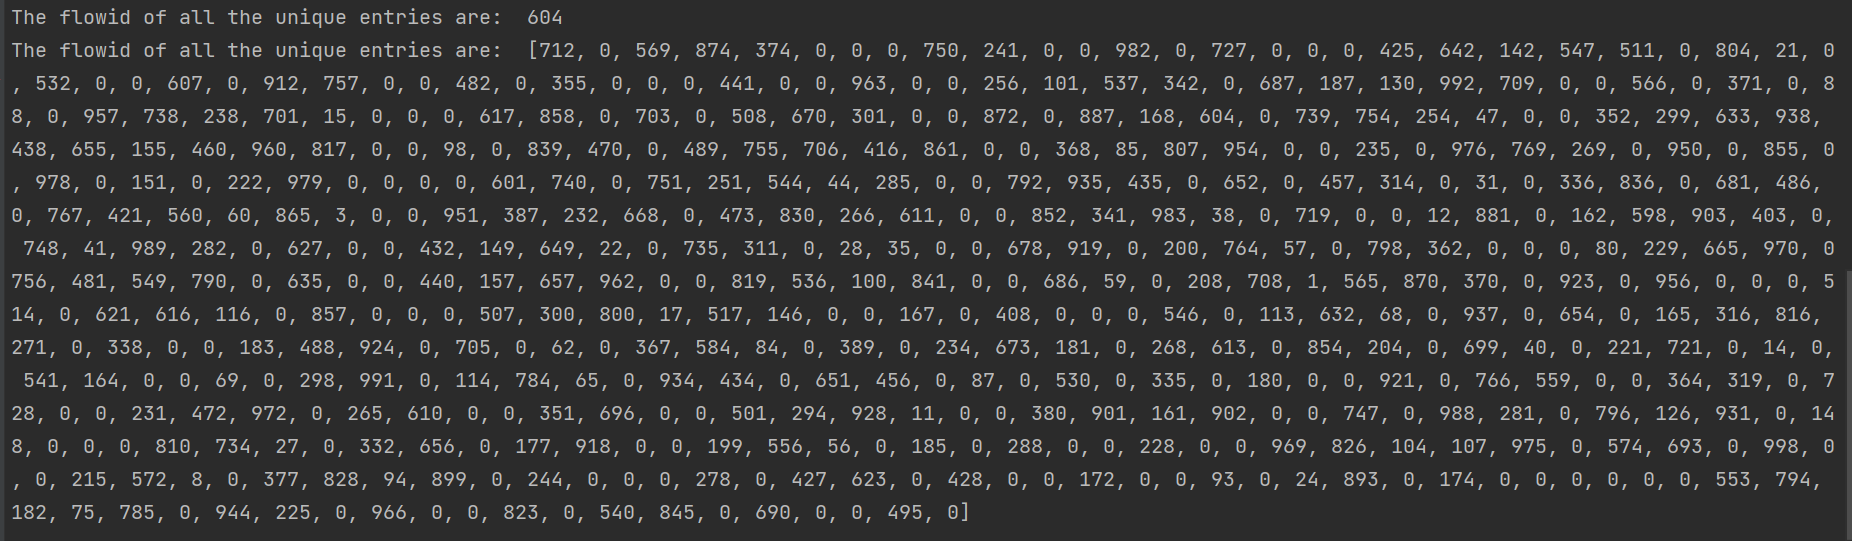 The flowid of all the unique entries are:  604
The flowid of all the unique entries are:  [712, 0, 569, 874, 374, 0, 0, 0, 750, 241, 0, 0, 982, 0, 727, 0, 0, 0, 425, 642, 142, 547, 511, 0, 804, 21, 0
, 532, 0, 0, 607, 0, 912, 757, 0, 0, 482, 0, 355, 0, 0, 0, 441, 0, 0, 963, 0, 0, 256, 101, 537, 342, 0, 687, 187, 130, 992, 709, 0, 0, 566, 0, 371, 0, 8
8, 0, 957, 738, 238, 701, 15, 0, 0, 0, 617, 858, 0, 703, 0, 508, 670, 301, 0, 0, 872, 0, 887, 168, 604, 0, 739, 754, 254, 47, 0, 0, 352, 299, 633, 938,
438, 655, 155, 460, 960, 817, 0, 0, 98, 0, 839, 470, 0, 489, 755, 706, 416, 861, 0, 0, 368, 85, 807, 954, 0, 0, 235, 0, 976, 769, 269, 0, 950, 0, 855, 0
, 978, 0, 151, 0, 222, 979, 0, 0, 0, 0, 601, 740, 0, 751, 251, 544, 44, 285, 0, 0, 792, 935, 435, 0, 652, 0, 457, 314, 0, 31, 0, 336, 836, 0, 681, 486,
0, 767, 421, 560, 60, 865, 3, 0, 0, 951, 387, 232, 668, 0, 473, 830, 266, 611, 0, 0, 852, 341, 983, 38, 0, 719, 0, 0, 12, 881, 0, 162, 598, 903, 403, 0,
748, 41, 989, 282, 0, 627, 0, 0, 432, 149, 649, 22, 0, 735, 311, 0, 28, 35, 0, 0, 678, 919, 0, 200, 764, 57, 0, 798, 362, 0, 0, 0, 80, 229, 665, 970, 0
756, 481, 549, 790, 0, 635, 0, 0, 440, 157, 657, 962, 0, 0, 819, 536, 100, 841, 0, 0, 686, 59, 0, 208, 708, 1, 565, 870, 370, 0, 923, 0, 956, 0, 0, 0, 5
14, 0, 621, 616, 116, 0, 857, 0, 0, 0, 507, 300, 800, 17, 517, 146, 0, 0, 167, 0, 408, 0, 0, 0, 546, 0, 113, 632, 68, 0, 937, 0, 654, 0, 165, 316, 816,
271, 0, 338, 0, 0, 183, 488, 924, 0, 705, 0, 62, 0, 367, 584, 84, 0, 389, 0, 234, 673, 181, 0, 268, 613, 0, 854, 204, 0, 699, 40, 0, 221, 721, 0, 14, 0,
541, 164, 0, 0, 69, 0, 298, 991, 0, 114, 784, 65, 0, 934, 434, 0, 651, 456, 0, 87, 0, 530, 0, 335, 0, 180, 0, 0, 921, 0, 766, 559, 0, 0, 364, 319, 0, 7
28, 0, 0, 231, 472, 972, 0, 265, 610, 0, 0, 351, 696, 0, 0, 501, 294, 928, 11, 0, 0, 380, 901, 161, 902, 0, 0, 747, 0, 988, 281, 0, 796, 126, 931, 0, 14
8, 0, 0, 0, 810, 734, 27, 0, 332, 656, 0, 177, 918, 0, 0, 199, 556, 56, 0, 185, 0, 288, 0, 0, 228, 0, 0, 969, 826, 104, 107, 975, 0, 574, 693, 0, 998, 0
, 0, 215, 572, 8, 0, 377, 828, 94, 899, 0, 244, 0, 0, 0, 278, 0, 427, 623, 0, 428, 0, 0, 172, 0, 0, 93, 0, 24, 893, 0, 174, 0, 0, 0, 0, 0, 0, 553, 794,
182, 75, 785, 0, 944, 225, 0, 966, 0, 0, 823, 0, 540, 845, 0, 690, 0, 0, 495, 0]